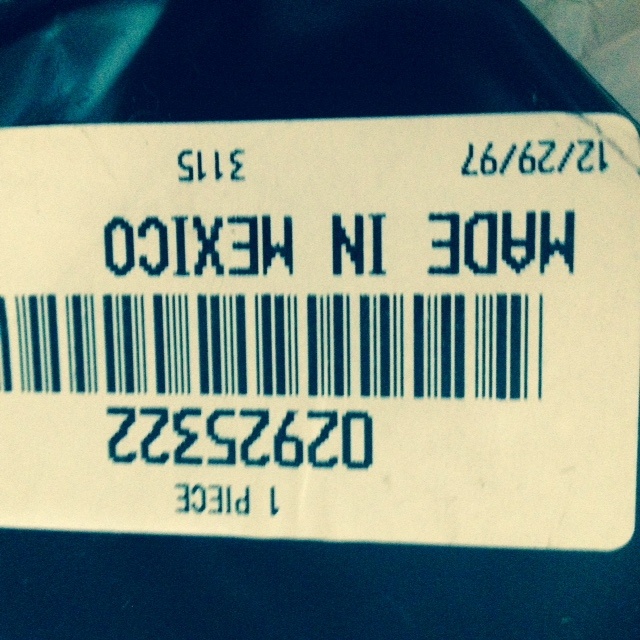 1 PIECE
02925322
MADE IN MEXICO
12/29/97 3115